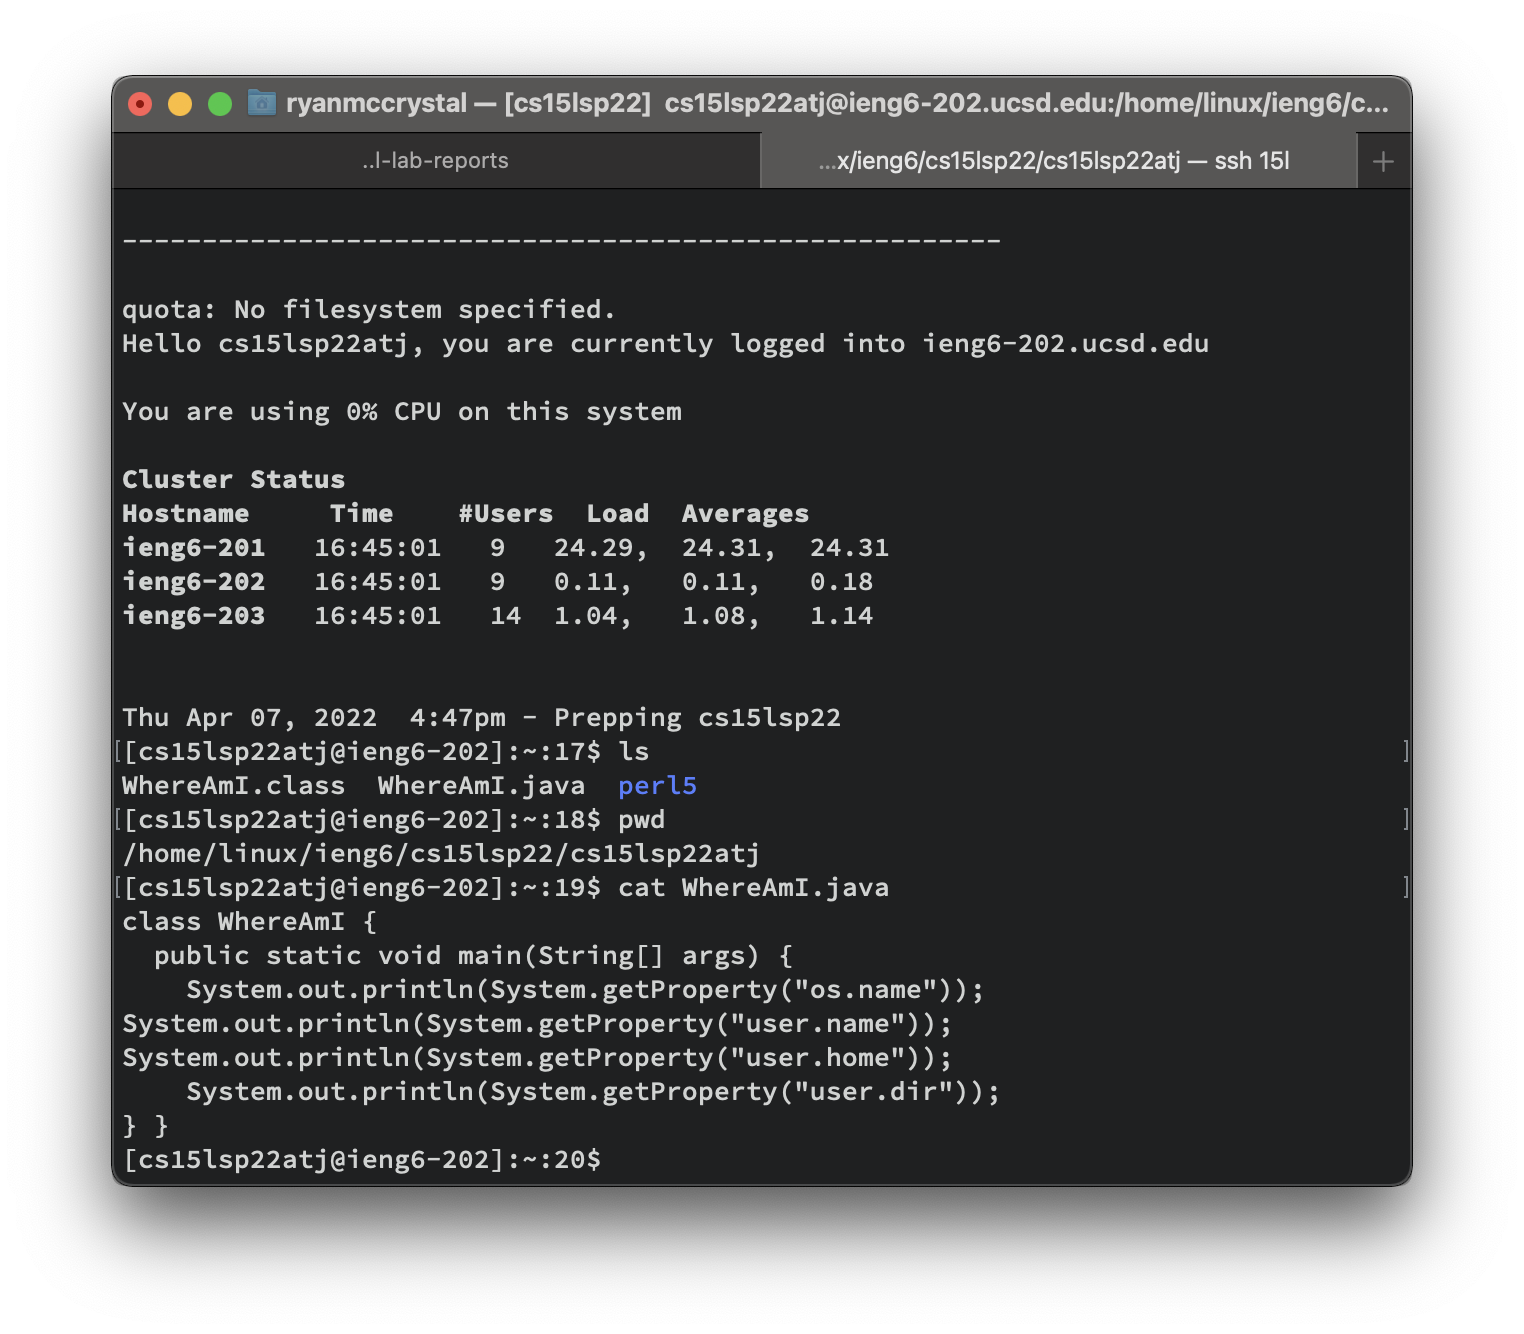 ryanmccrystal — [cs15lsp22] cs15lsp22atj@ieng6-202.ucsd.edu:/home/linux/ieng6/c...
..l-lab-reports
...x/ieng6/cs15lsp22/cs15lsp22atj — ssh 15l
+
-------------------------------------------------------
quota: No filesystem specified.
Hello cs15lsp22atj, you are currently logged into ieng6-202.ucsd.edu
You are using 0% CPU on this system
Cluster Status
Hostname     Time    #Users  Load  Averages
ieng6-201   16:45:01   9   24.29,  24.31,  24.31
ieng6-202   16:45:01   9   0.11,   0.11,   0.18
ieng6-203   16:45:01   14  1.04,   1.08,   1.14
Thu Apr 07, 2022  4:47pm - Prepping cs15lsp22
[[cs15lsp22atj@ieng6-202]:~:17$ ls ]
WhereAmI.class  WhereAmI.java  perl5
[[cs15lsp22atj@ieng6-202]:~:18$ pwd ]
/home/linux/ieng6/cs15lsp22/cs15lsp22atj
[[cs15lsp22atj@ieng6-202]:~:19$ cat WhereAmI.java ]
class WhereAmI {
  public static void main(String[] args) {
    System.out.println(System.getProperty("os.name"));
System.out.println(System.getProperty("user.name"));
System.out.println(System.getProperty("user.home"));
    System.out.println(System.getProperty("user.dir"));
} }
[cs15lsp22atj@ieng6-202]:~:20$